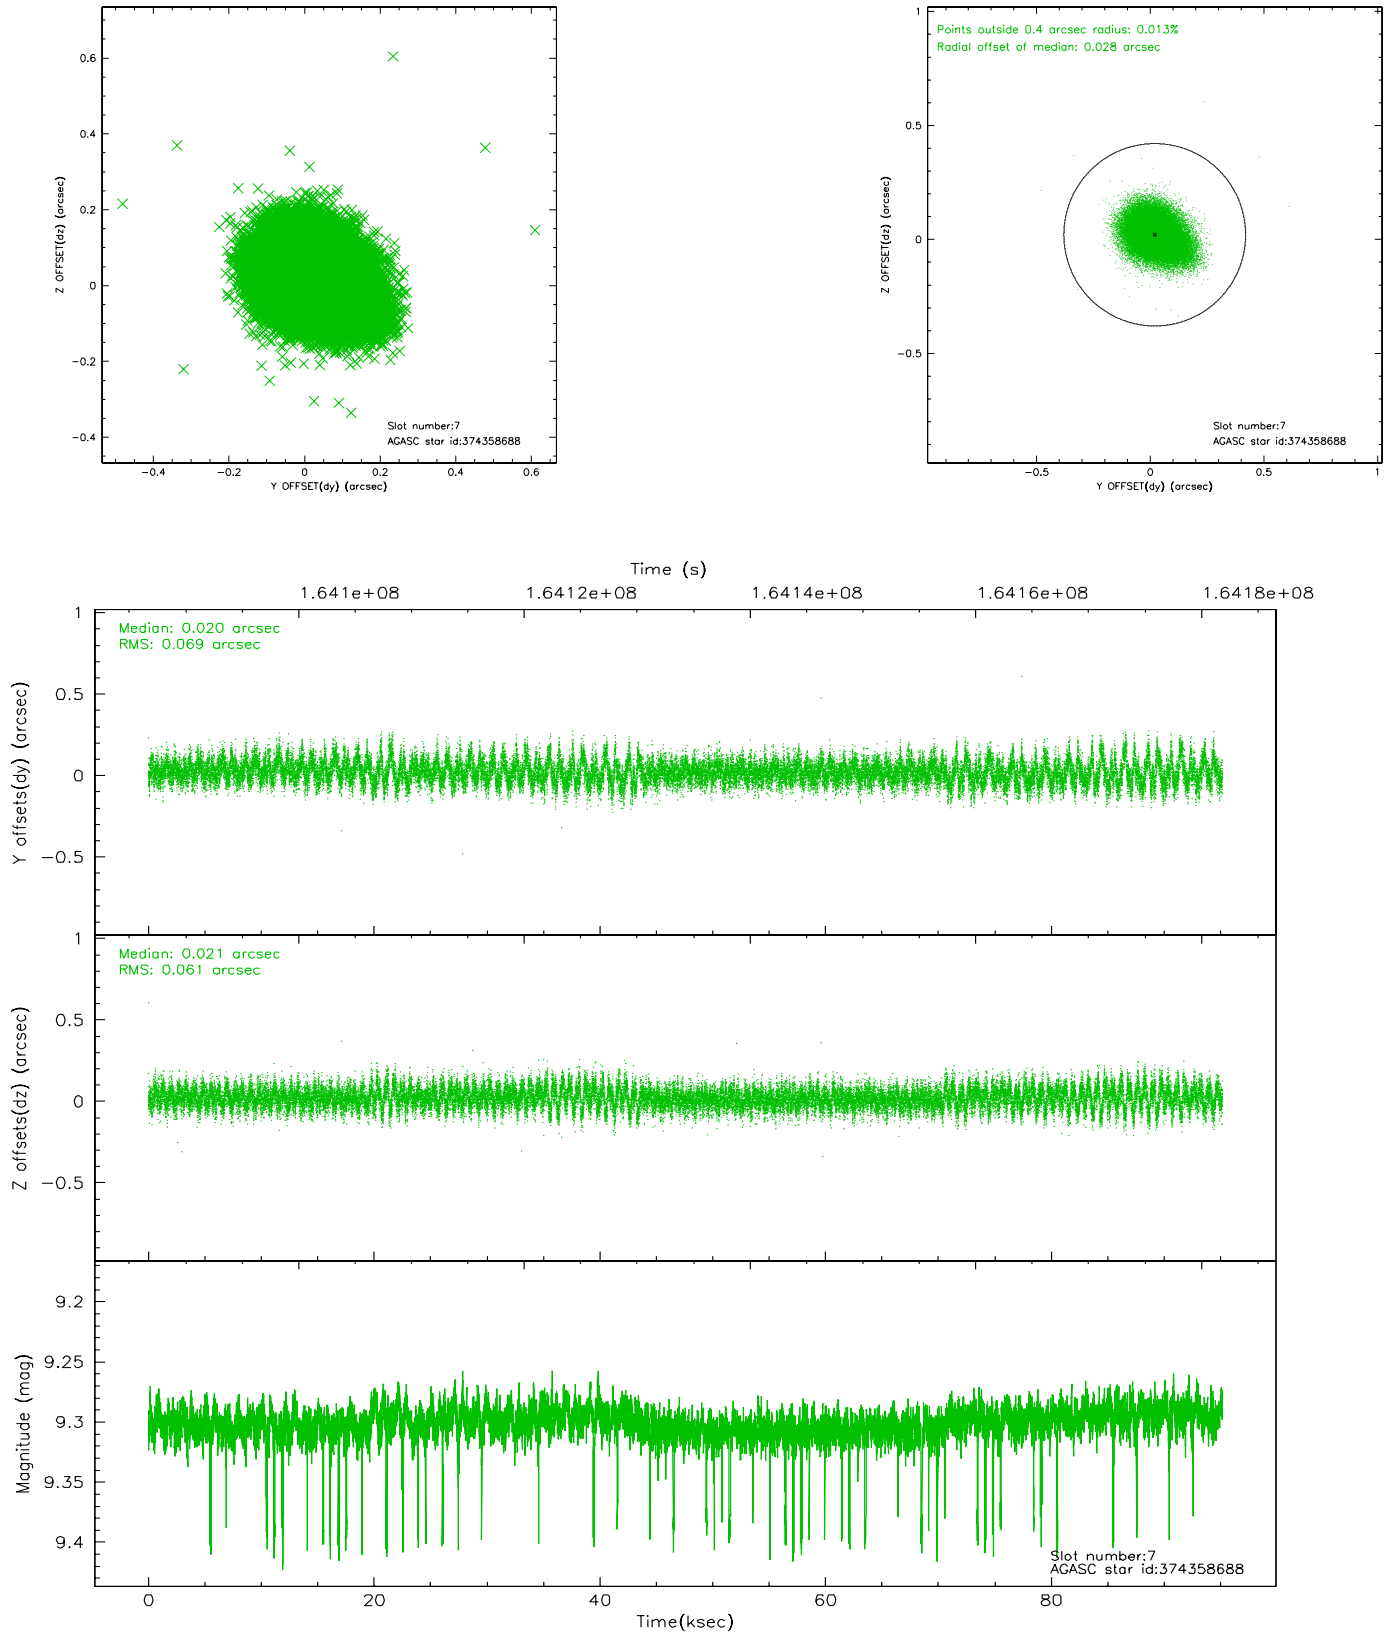 0.6
0.4
0.2
0
−0.2
−0.4
Z OFFSET(dz) (arcsec)
Slot number:7
AGASC star id:374358688
−0.4 −0.2 0 0.2 0.4 0.6
Y OFFSET(dy) (arcsec)
Points outside 0.4 arcsec radius: 0.013%
Radial offset of median: 0.028 arcsec
1
0.5
0
−0.5
Z OFFSET(dz) (arcsec)
Slot number:7
AGASC star id:374358688
−0.5 0 0.5 1
Y OFFSET(dy) (arcsec)
Time (s)
1.641e+08 1.6412e+08 1.6414e+08 1.6416e+08 1.6418e+08
Median: 0.020 arcsec
RMS: 0.069 arcsec
1
0.5
0
−0.5
Y offsets(dy) (arcsec)
Median: 0.021 arcsec
RMS: 0.061 arcsec
1
0.5
0
−0.5
Z offsets(dz) (arcsec)
9.2
9.25
9.3
9.35
9.4
Magnitude (mag)
Slot number:7
AGASC star id:374358688
0 20 40 60 80
Time(ksec)